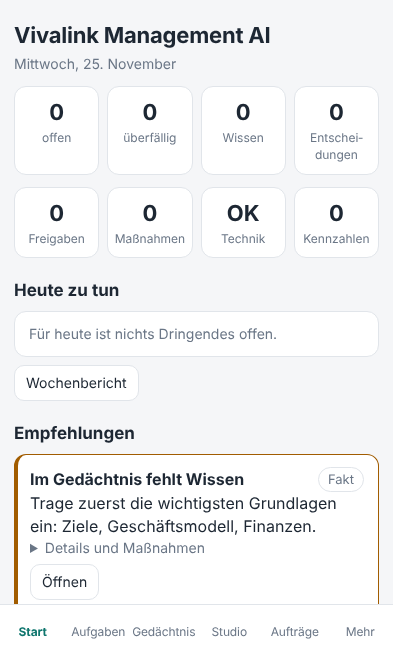 Vivalink Management AI
Mittwoch, 25. November
0
offen
0
überfällig
0
Wissen
0
Entschei-
dungen
0
Freigaben
0
Maßnahmen
OK
Technik
0
Kennzahlen
Heute zu tun
Für heute ist nichts Dringendes offen.
Wochenbericht
Empfehlungen
Im Gedächtnis fehlt Wissen
Fakt
Trage zuerst die wichtigsten Grundlagen
ein: Ziele, Geschäftsmodell, Finanzen.
Details und Maßnahmen
Öffnen
Start
Aufgaben
Gedächtnis
Studio
Aufträge
Mehr